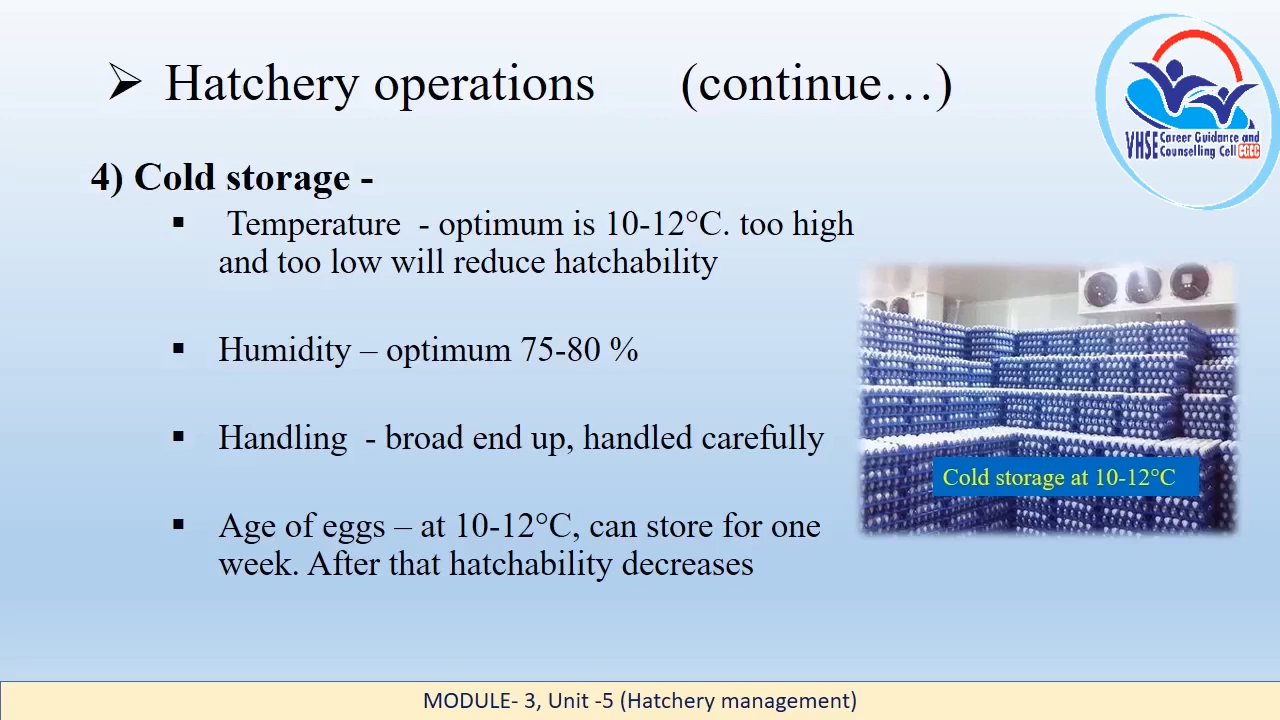 ➢ Hatchery operations (continue…)
VHSE Career Guidance and
Counselling Cell CGCC
4) Cold storage -
▪ Temperature - optimum is 10-12°C. too high
and too low will reduce hatchability
▪ Humidity – optimum 75-80 %
▪ Handling - broad end up, handled carefully
Cold storage at 10-12°C
▪ Age of eggs – at 10-12°C, can store for one
week. After that hatchability decreases
MODULE- 3, Unit -5 (Hatchery management)